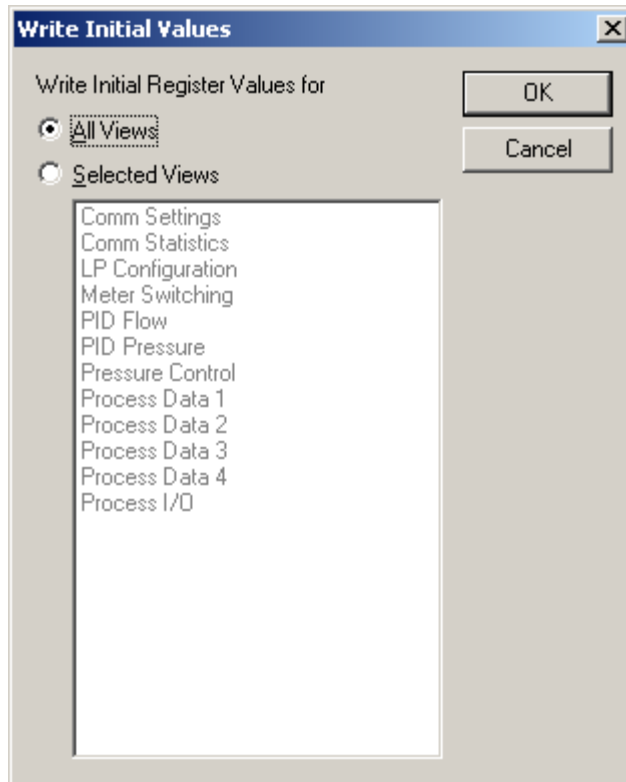 Write Initial Values
Write Initial Register Values for
All Views
Selected Views
Comm Settings
Comm Statistics
LP Configuration
Meter Switching
PID Flow
PID Pressure
Pressure Control
Process Data 1
Process Data 2
Process Data 3
Process Data 4
Process I/O
OK
Cancel